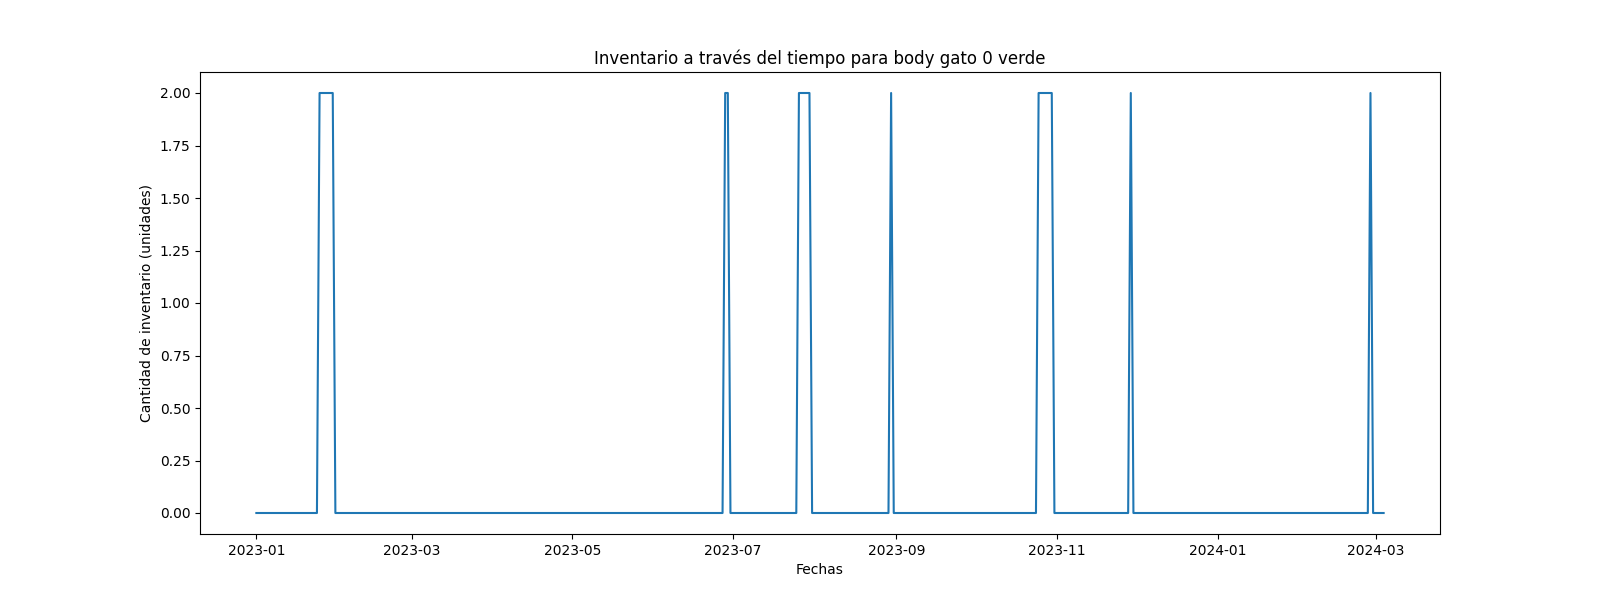 Inventario a través del tiempo para body gato 0 verde
Cantidad de inventario (unidades)
2.00
1.75
1.50
1.25
1.00
0.75
0.50
0.25
0.00
2023-01 2023-03 2023-05 2023-07 2023-09 2023-11 2024-01 2024-03
Fechas